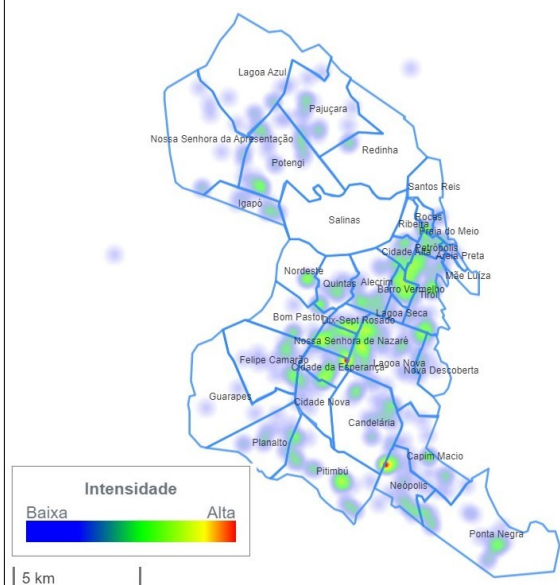 Lagoa Azul
Pajuçara
Nossa Senhora da Apresentação
Potengi
Redinha
Igapó
Santos Reis
Salinas
Rocas
Ribeira
Praia do Meio
Cidade Alta
Petrópolis
Areia Preta
Mãe Luíza
Nordeste
Quintas
Alecrim
Barro Vermelho
Tirol
Bom Pastor
Dix-Sept Rosado
Lagoa Seca
Nossa Senhora de Nazaré
Felipe Camarão
Cidade da Esperança
Lagoa Nova
Nova Descoberta
Guarapes
Cidade Nova
Candelária
Planalto
Capim Macio
Pitimbú
Neópolis
Ponta Negra
Intensidade
Baixa Alta
5 km